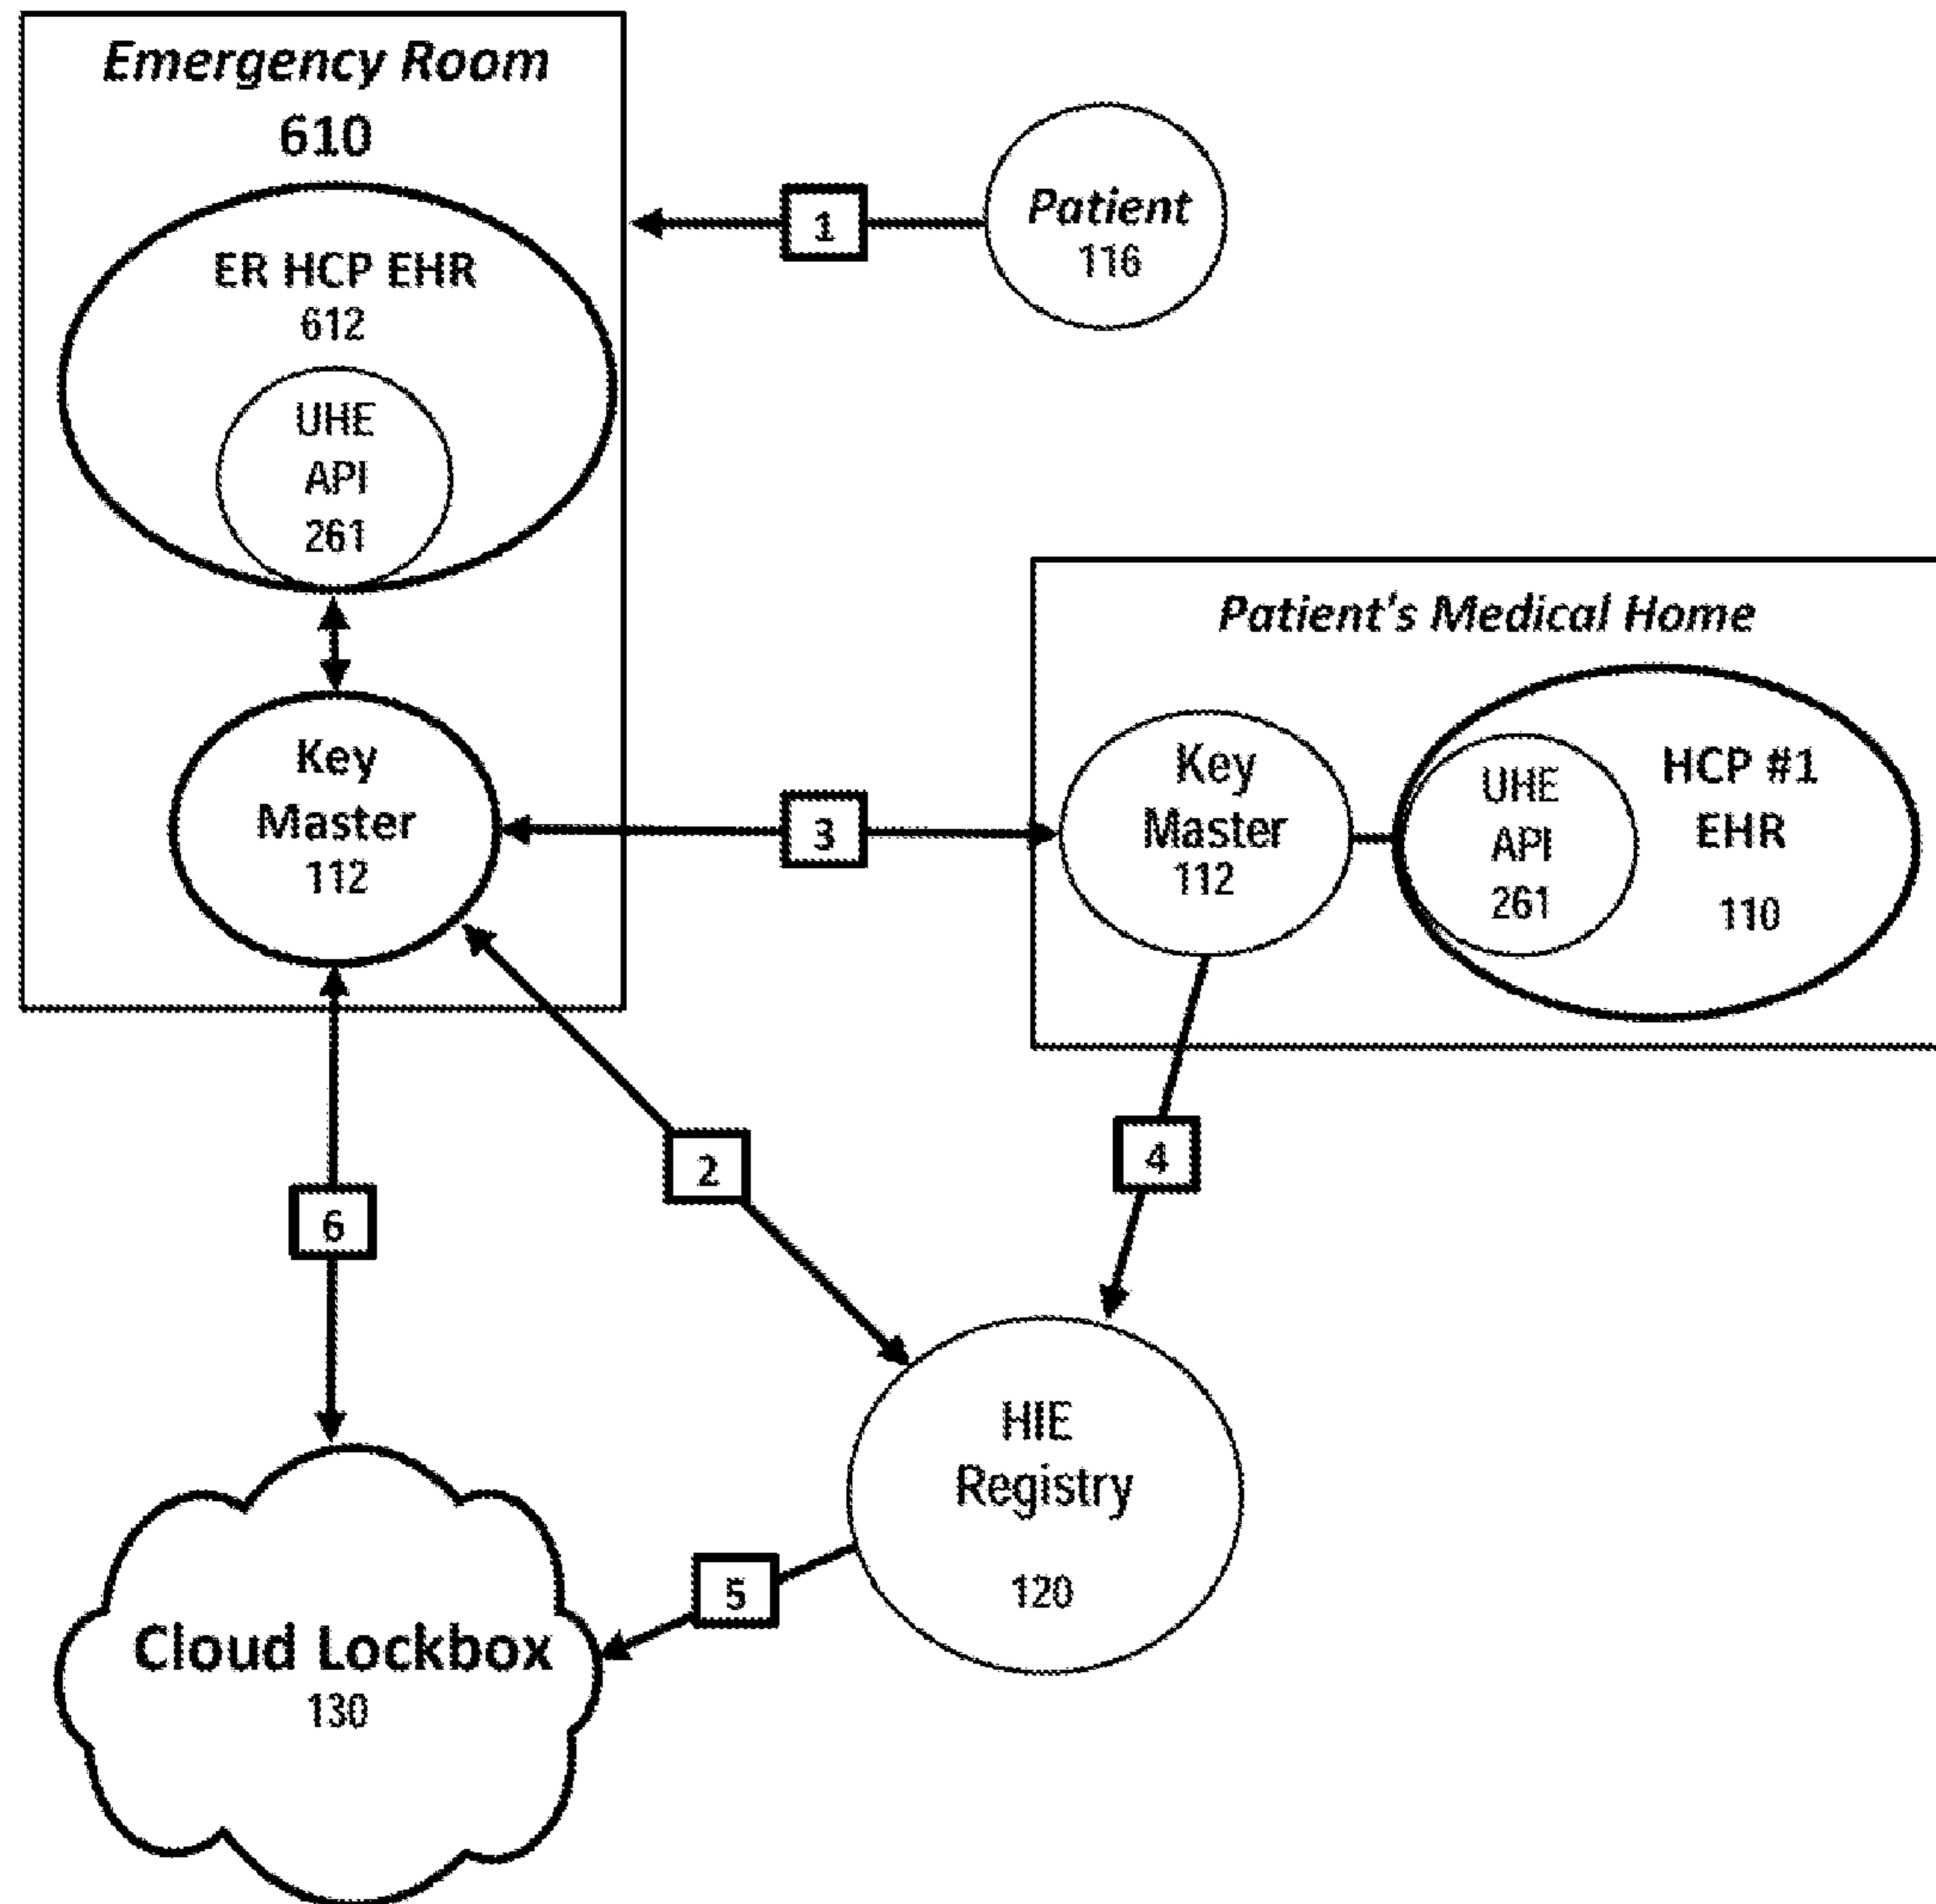 Emergency Room
610
ER HCP EHR
612
UHE
API
261
Key
Master
112
1
Patient
116
Patient's Medical Home
Key
Master
112
UHE
API
261
HCP #1
EHR
110
3
2
4
6
HIE
Registry
120
5
Cloud Lockbox
130